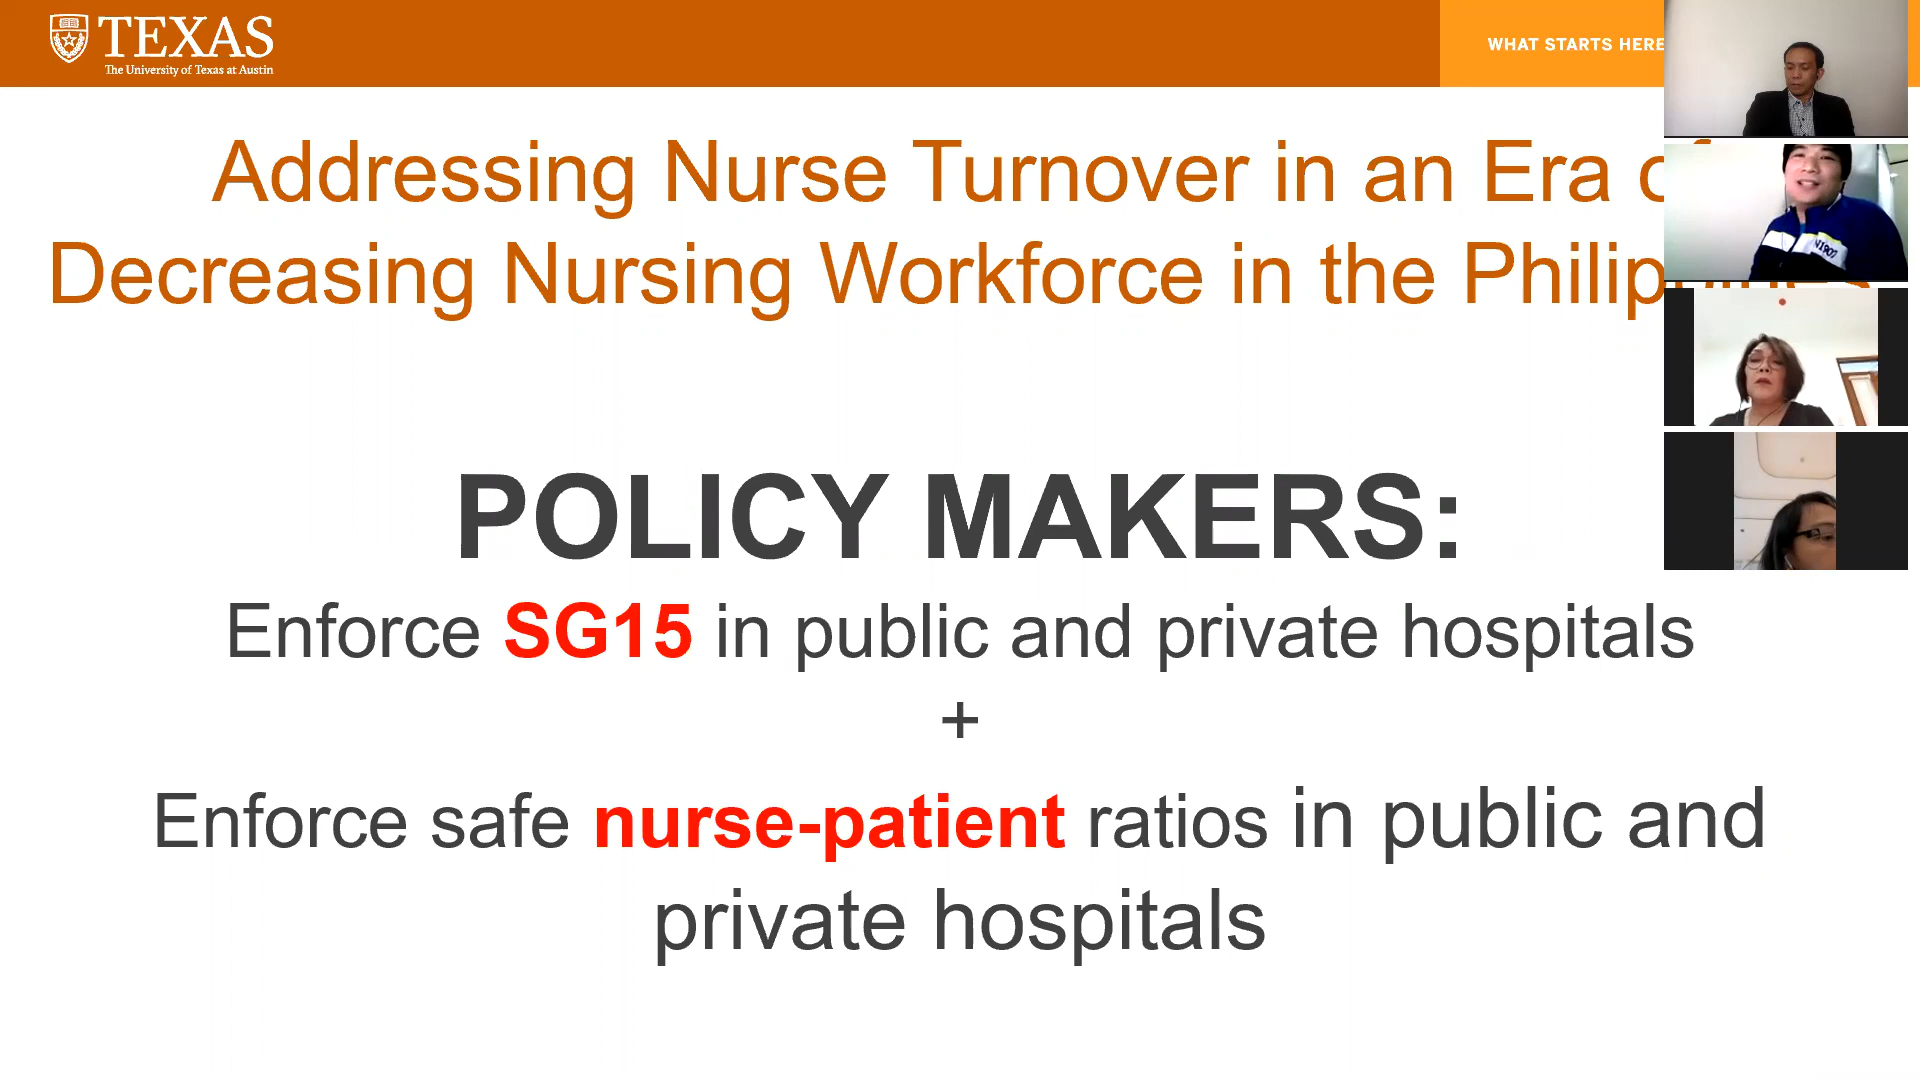 TEXAS
The University of Texas at Austin
WHAT STARTS HERE
Addressing Nurse Turnover in an Era
Decreasing Nursing Workforce in the
POLICY MAKERS:
Enforce SG15 in public and private hospitals
+
Enforce safe nurse-patient ratios in public and
private hospitals